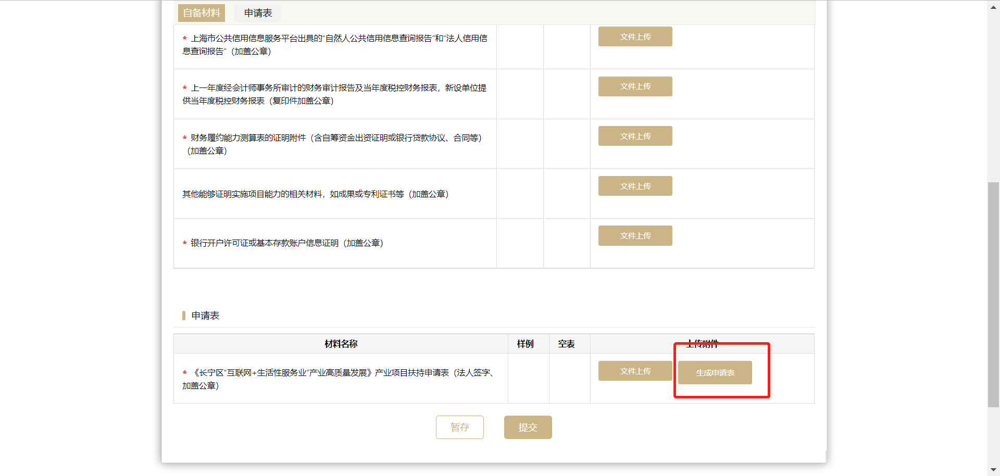 自备材料 申请表
* 上海市公共信用信息服务平台出具的“自然人公共信用信息查询报告”和“法人信用信
息查询报告”（加盖公章）
文件上传
* 上一年度经会计师事务所审计的财务审计报告及当年度税控财务报表，新设单位提
供当年度税控财务报表（复印件加盖公章）
文件上传
* 财务履约能力测算表的证明附件（含自筹资金出资证明或银行贷款协议、合同等）
（加盖公章）
文件上传
其他能够证明实施项目能力的相关材料，如成果或专利证书等（加盖公章）
文件上传
* 银行开户许可证或基本存款账户信息证明（加盖公章）
文件上传
申请表
材料名称 样例 空表 上传附件
* 《长宁区“互联网+生活性服务业”产业高质量发展》产业项目扶持申请表（法人签字、
加盖公章）
文件上传 生成申请表
暂存 提交